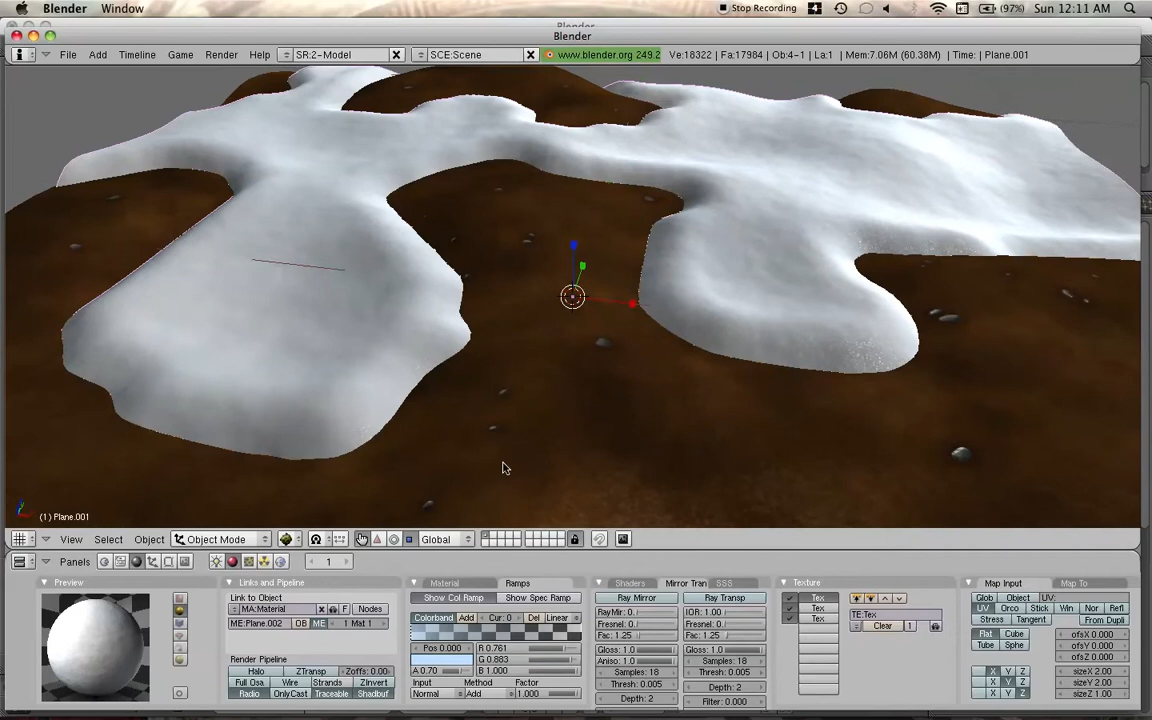 Blender Window Stop Recording (97%) Sun 12:11 AM
Blender
Blender
File Add Timeline Game Render Help SR:2-Model SCE:Scene www.blender.org 249.2 Ve:18322 | Fa:17984 | Ob:4-1 | La:1 | Mem:7.06M (60.38M) | Time: | Plane.001
(1) Plane.001
View Select Object Object Mode Global
Panels 1
Preview Links and Pipeline Material Ramps Shaders Mirror Tran SSS Texture Map Input Map To
Link to Object Show Col Ramp Show Spec Ramp Ray Mirror Ray Transp Tex Glob Object UV:
MA:Material F Nodes Colorband Add Cur: 0 Del Linear RayMir: 0. IOR: 1.00 Tex TE:Tex UV Orco Stick Win Nor Refl
ME:Plane.002 OB ME 1 Mat 1 Fresnel: 0. Fresnel: 0. Tex Clear 1 Stress Tangent From Dupli
Fac: 1.25 Fac: 1.25 Flat Cube ofsX 0.000
Render Pipeline Pos 0.000 R 0.761 Gloss: 1.0 Gloss: 1.0 Tube Sphe ofsY 0.000
Halo ZTransp Zoffs: 0.00 G 0.883 Aniso: 1.0 Samples: 18 ofsZ 0.000
Full Osa Wire Strands ZInvert A 0.70 B 1.000 Samples: 18 Thresh: 0.005 X Y Z sizeX 2.00
Radio OnlyCast Traceable Shadbuf Input Method Factor Thresh: 0.005 Depth: 2 X Y Z sizeY 2.00
Normal Add 1.000 Depth: 2 Filter: 0.000 X Y Z sizeZ 1.00